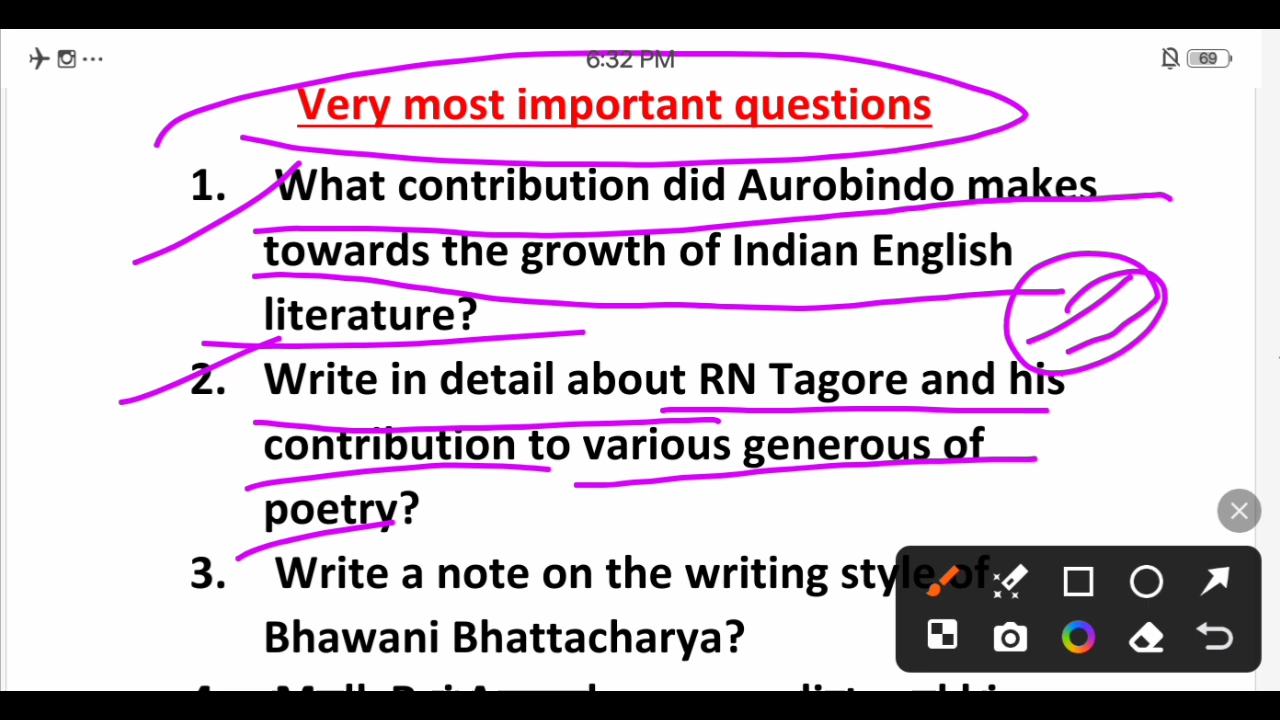 6:32 PM
69
Very most important questions
1. What contribution did Aurobindo makes
towards the growth of Indian English
literature?
2. Write in detail about RN Tagore and his
contribution to various generous of
poetry?
3. Write a note on the writing style of
Bhawani Bhattacharya?
4.